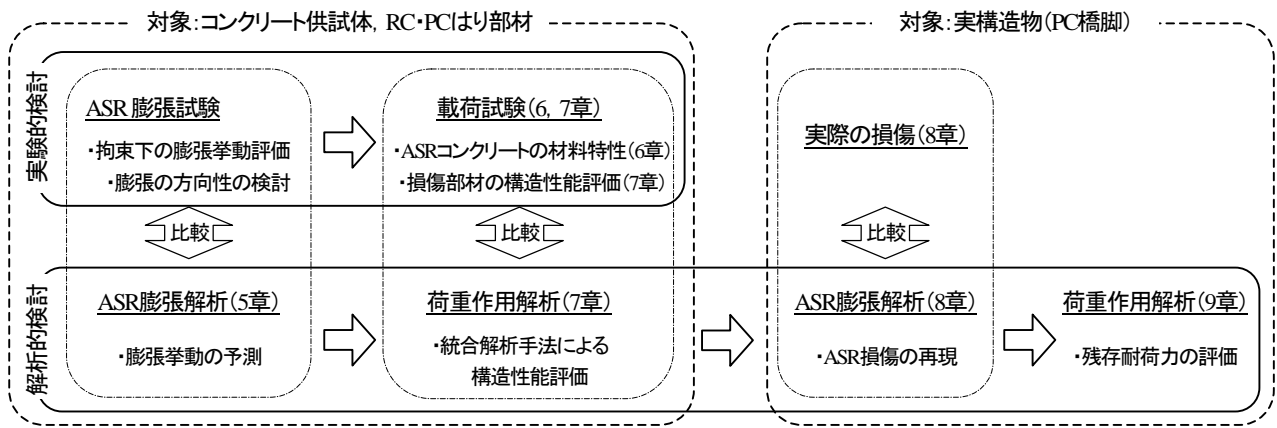 対象：コンクリート供試体，RC・PCはり部材
対象：実構造物（PC橋脚）
実験的検討
ASR 膨張試験
・拘束下の膨張挙動評価
・膨張の方向性の検討
載荷試験（6，7章）
・ASRコンクリートの材料特性（6章）
・損傷部材の構造性能評価（7章）
実際の損傷（8章）
比較
比較
比較
解析的検討
ASR膨張解析（5章）
・膨張挙動の予測
荷重作用解析（7章）
・統合解析手法による
構造性能評価
ASR膨張解析（8章）
・ASR損傷の再現
荷重作用解析（9章）
・残存耐荷力の評価